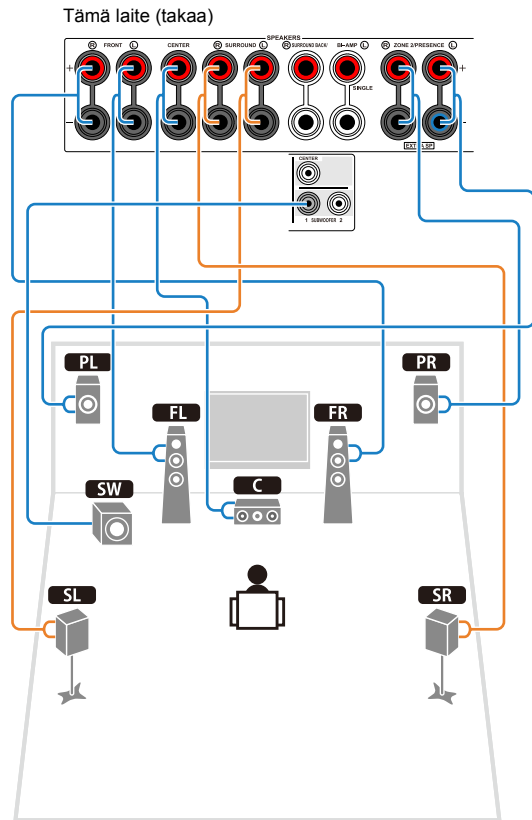 Tämä laite (takaa)
SPEAKERS
R FRONT L CENTER R SURROUND L R SURROUND BACK/ BI-AMP L R ZONE 2/PRESENCE L
+ +
SINGLE
- -
EXTRA SP
CENTER
1 SUBWOOFER 2
PL PR
FL FR
SW C
SL SR